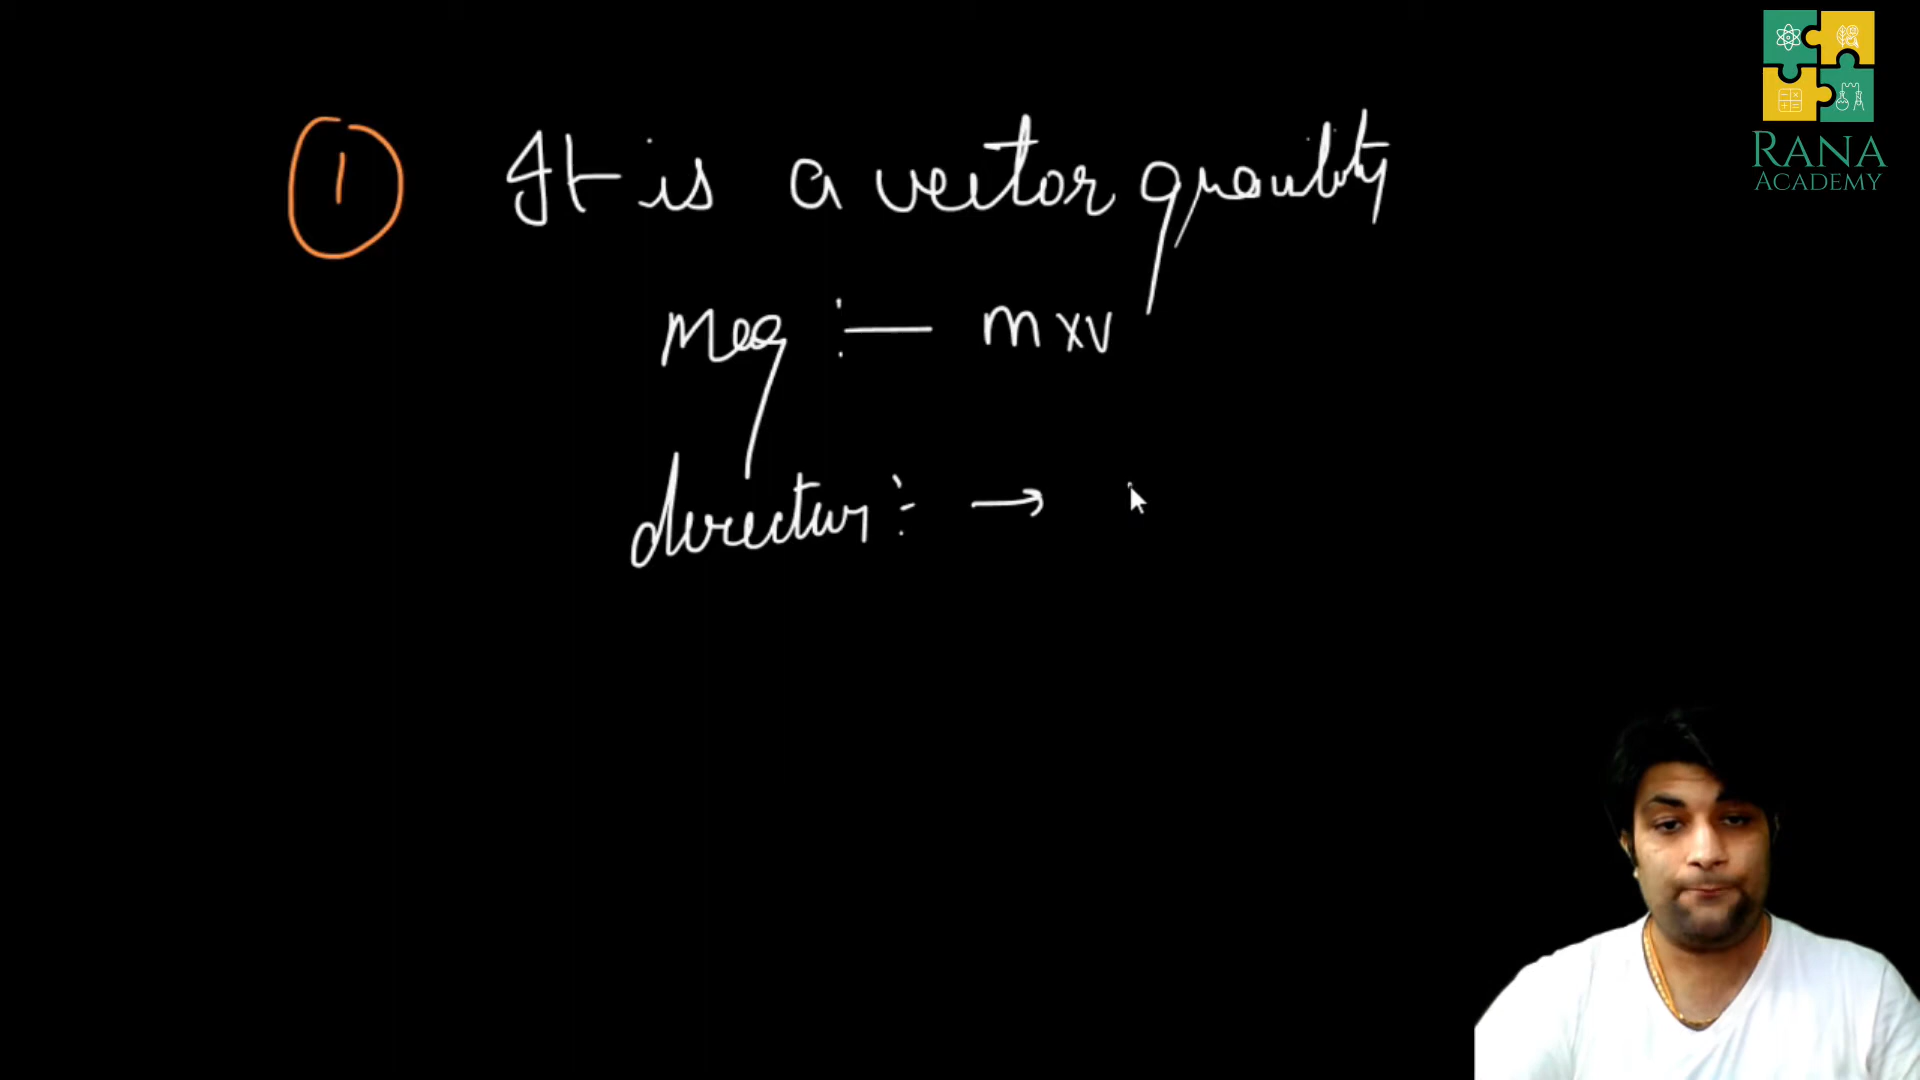 RANA
ACADEMY
① It is a vector quantity
Mag :— m x v
direction :- →